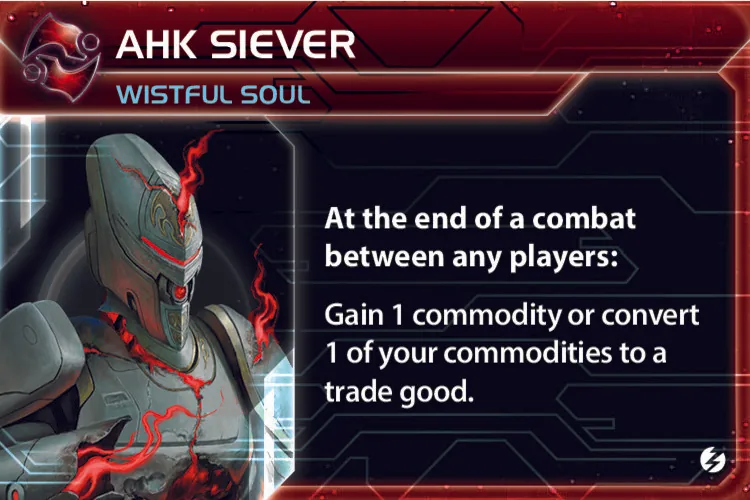 AHK SIEVER
WISTFUL SOUL
At the end of a combat
between any players:
Gain 1 commodity or convert
1 of your commodities to a
trade good.